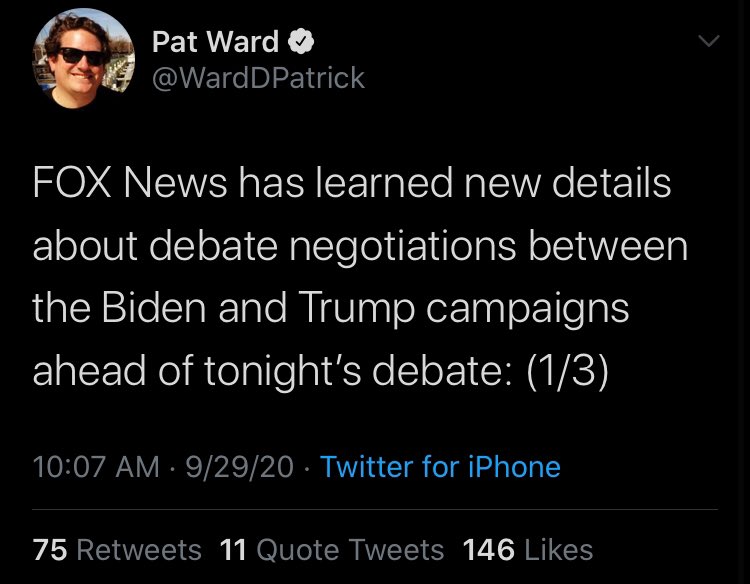 Pat Ward
@WardDPatrick
FOX News has learned new details
about debate negotiations between
the Biden and Trump campaigns
ahead of tonight's debate: (1/3)
10:07 AM · 9/29/20 · Twitter for iPhone
75 Retweets 11 Quote Tweets 146 Likes